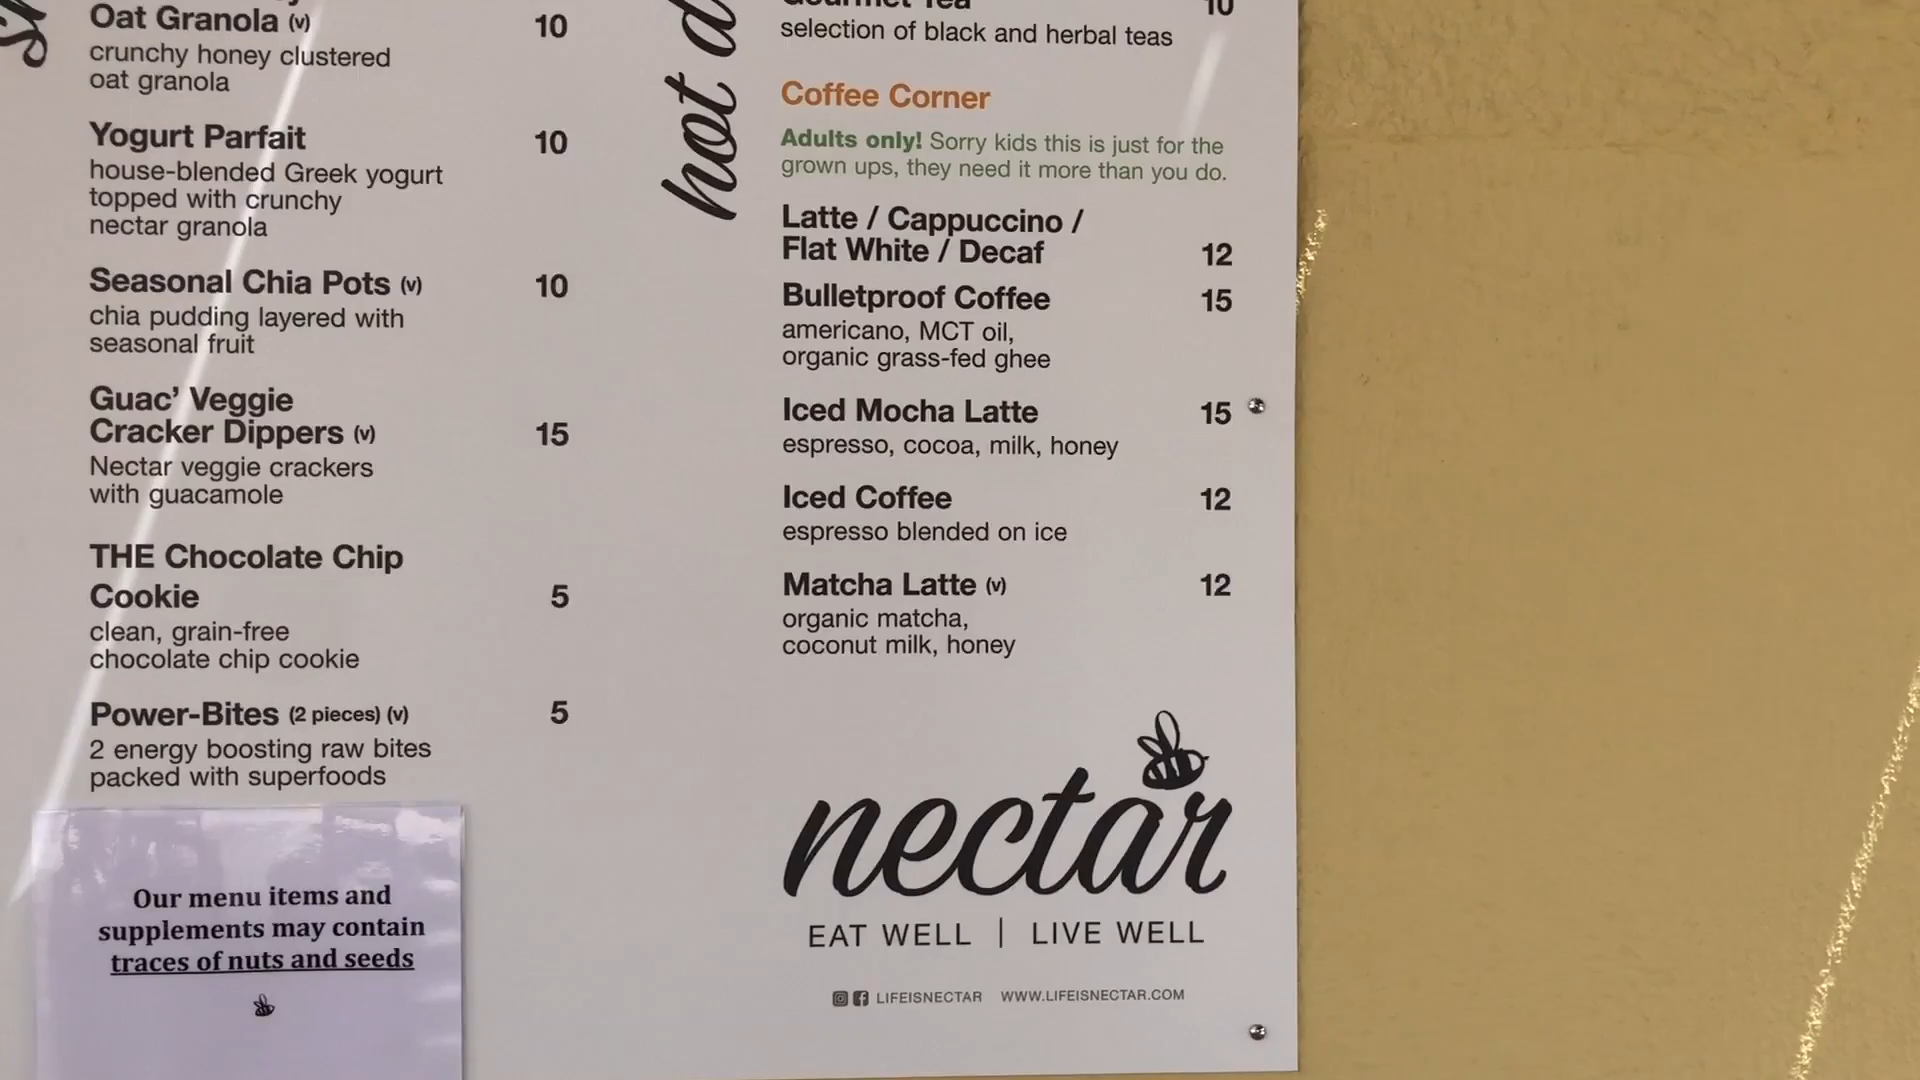 Oat Granola (v) 10
crunchy honey clustered
oat granola
Yogurt Parfait 10
house-blended Greek yogurt
topped with crunchy
nectar granola
Seasonal Chia Pots (v) 10
chia pudding layered with
seasonal fruit
Guac' Veggie
Cracker Dippers (v) 15
Nectar veggie crackers
with guacamole
THE Chocolate Chip
Cookie 5
clean, grain-free
chocolate chip cookie
Power-Bites (2 pieces) (v) 5
2 energy boosting raw bites
packed with superfoods
Our menu items and
supplements may contain
traces of nuts and seeds
hot
Gourmet Tea 10
selection of black and herbal teas
Coffee Corner
Adults only! Sorry kids this is just for the
grown ups, they need it more than you do.
Latte / Cappuccino /
Flat White / Decaf 12
Bulletproof Coffee 15
americano, MCT oil,
organic grass-fed ghee
Iced Mocha Latte 15
espresso, cocoa, milk, honey
Iced Coffee 12
espresso blended on ice
Matcha Latte (v) 12
organic matcha,
coconut milk, honey
nectar
EAT WELL | LIVE WELL
LIFEISNECTAR WWW.LIFEISNECTAR.COM